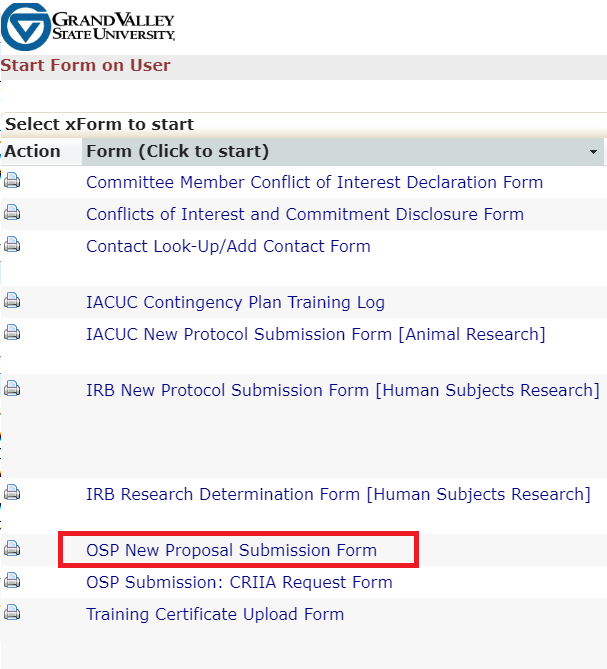 GRAND VALLEY
STATE UNIVERSITY
Start Form on User
Select xForm to start
Action Form (Click to start)
Committee Member Conflict of Interest Declaration Form
Conflicts of Interest and Commitment Disclosure Form
Contact Look-Up/Add Contact Form
IACUC Contingency Plan Training Log
IACUC New Protocol Submission Form [Animal Research]
IRB New Protocol Submission Form [Human Subjects Research]
IRB Research Determination Form [Human Subjects Research]
OSP New Proposal Submission Form
OSP Submission: CRIIA Request Form
Training Certificate Upload Form